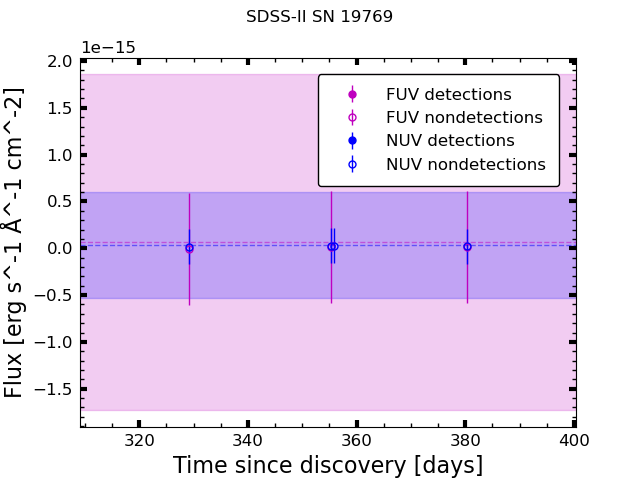 SDSS-II SN 19769
1e−15
2.0
1.5
1.0
0.5
0.0
−0.5
−1.0
−1.5
Flux [erg s^-1 Å^-1 cm^-2]
FUV detections
FUV nondetections
NUV detections
NUV nondetections
320 340 360 380 400
Time since discovery [days]